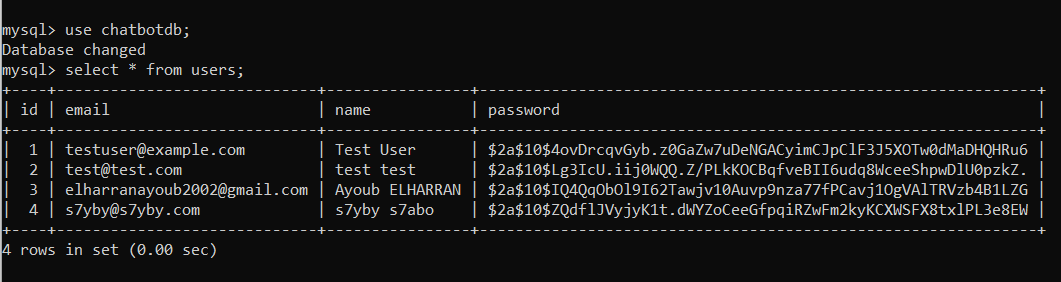 mysql> use chatbotdb;
Database changed
mysql> select * from users;
+----+---------------------------+----------------+--------------------------------------------------------------+
| id | email                     | name           | password                                                     |
+----+---------------------------+----------------+--------------------------------------------------------------+
|  1 | testuser@example.com      | Test User      | $2a$10$4ovDrcqvGyb.z0GaZw7uDeNGACyimCJpClF3J5XOTw0dMaDHQHRu6 |
|  2 | test@test.com             | test test      | $2a$10$Lg3IcU.iij0WQQ.Z/PLkKOCBqfveBII6udq8WceeShpwDlU0pzkZ. |
|  3 | elharranayoub2002@gmail.com | Ayoub ELHARRAN | $2a$10$IQ4QqObOl9I62Tawjv10Auvp9nza77fPCavj1OgVAlTRVzb4B1LZG |
|  4 | s7yby@s7yby.com           | s7yby s7abo    | $2a$10$ZQdflJVyjyK1t.dWYZoCeeGfpqiRZwFm2kyKCXWSFX8txlPL3e8EW |
+----+---------------------------+----------------+--------------------------------------------------------------+
4 rows in set (0.00 sec)